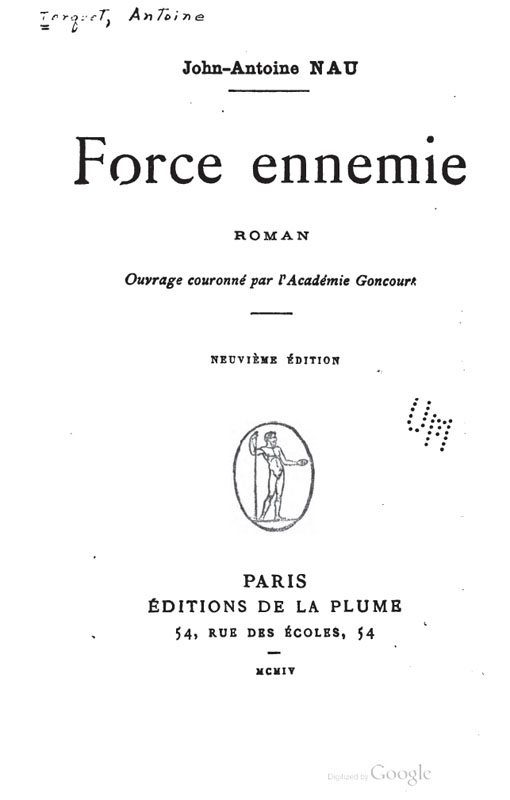 Torquet, Antoine
John-Antoine NAU
Force ennemie
ROMAN
Ouvrage couronné par l'Académie Goncourt
NEUVIÈME ÉDITION
UM
PARIS
ÉDITIONS DE LA PLUME
54, RUE DES ÉCOLES, 54
MCMIV
Digitized by Google